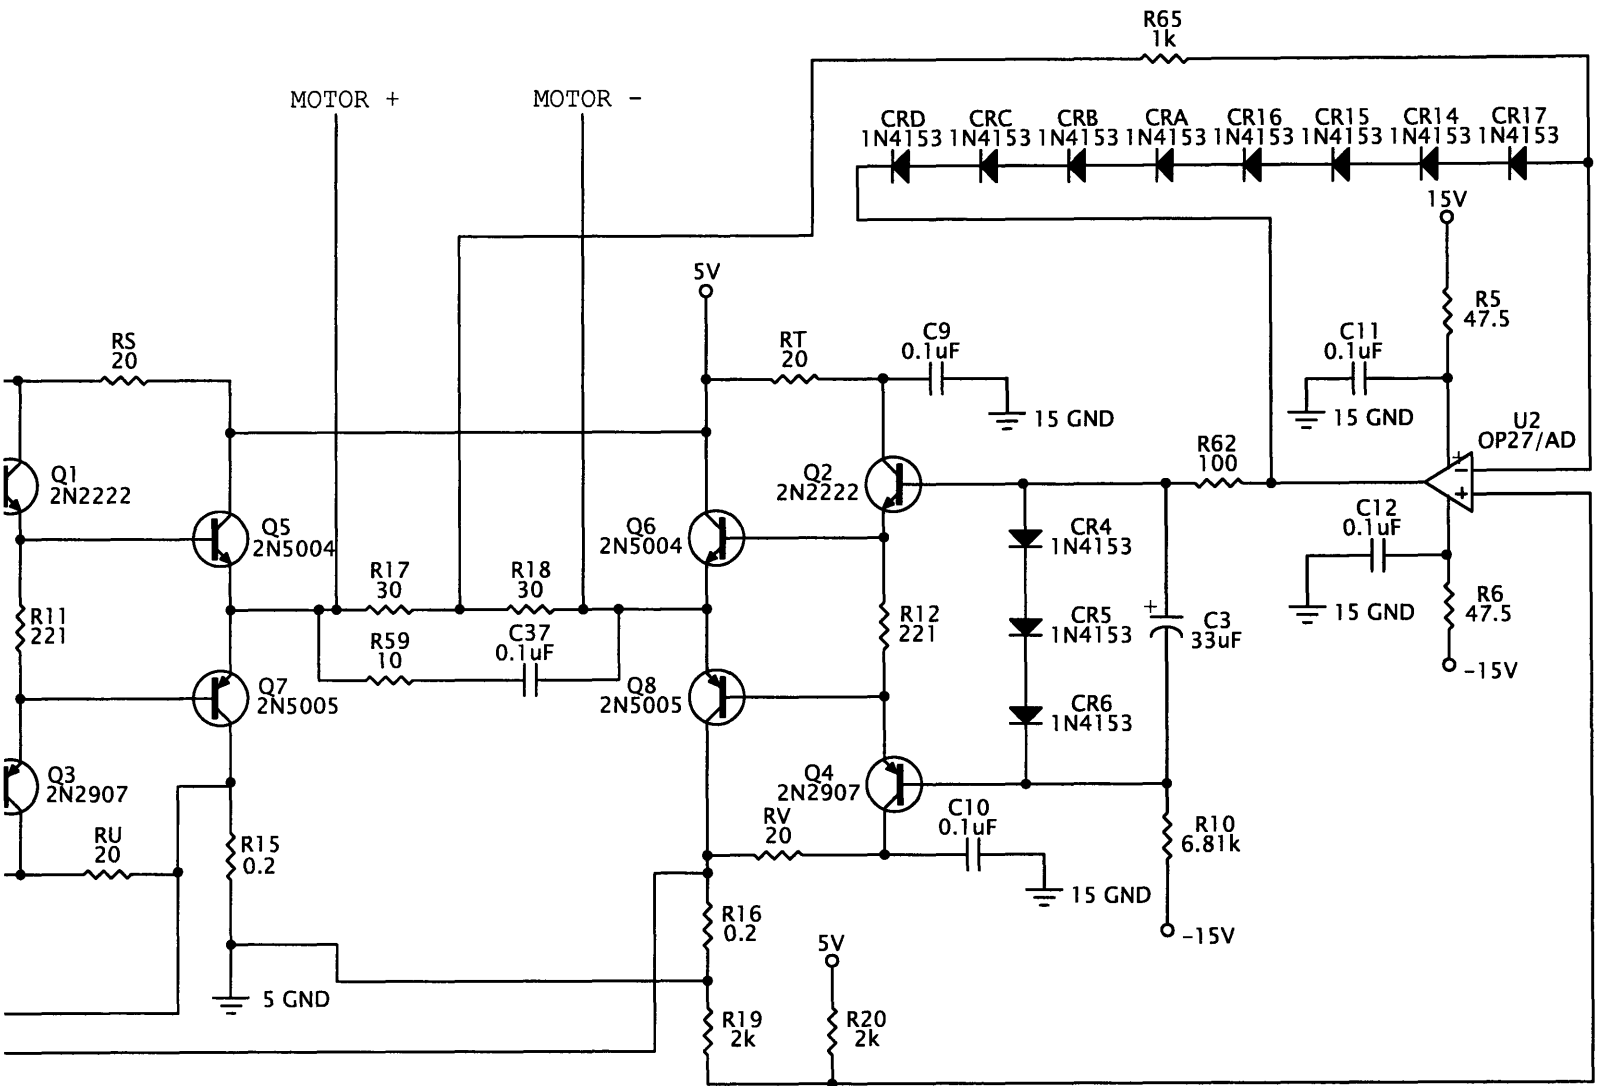 R65
1k
MOTOR +
MOTOR -
CRD CRC CRB CRA CR16 CR15 CR14 CR17
1N4153 1N4153 1N4153 1N4153 1N4153 1N4153 1N4153 1N4153
15V
5V
R5
47.5
C11
0.1uF
C9
0.1uF
RT
20
RS
20
15 GND
15 GND
U2
OP27/AD
+
-
+
R62
100
Q1
2N2222
Q2
2N2222
C12
0.1uF
Q5
2N5004
Q6
2N5004
CR4
1N4153
R17
30
R18
30
R6
47.5
15 GND
R11
221
R12
221
CR5
1N4153
+
C3
33uF
R59
10
C37
0.1uF
-15V
Q7
2N5005
Q8
2N5005
CR6
1N4153
Q3
2N2907
Q4
2N2907
C10
0.1uF
RV
20
R10
6.81k
RU
20
R15
0.2
15 GND
R16
0.2
-15V
5V
5 GND
R19
2k
R20
2k